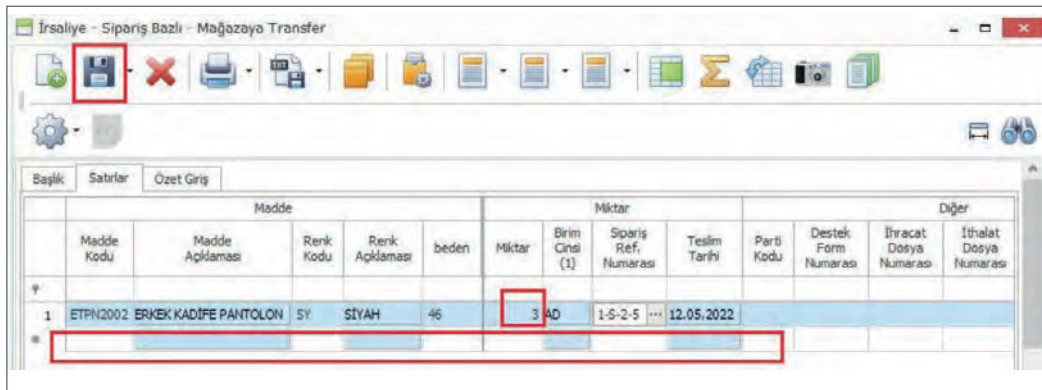 İrsaliye - Sipariş Bazlı - Mağazaya Transfer
TXT
Başlık Satırlar Özet Giriş
Madde Miktar Diğer
Madde Kodu Madde Açıklaması Renk Kodu Renk Açıklaması beden Miktar Birim Cinsi (1) Sipariş Ref. Numarası Teslim Tarihi Parti Kodu Destek Form Numarası İhracat Dosya Numarası İthalat Dosya Numarası
1 ETPN2002 ERKEK KADİFE PANTOLON SY SİYAH 46 3 AD 1-S-2-5 ... 12.05.2022